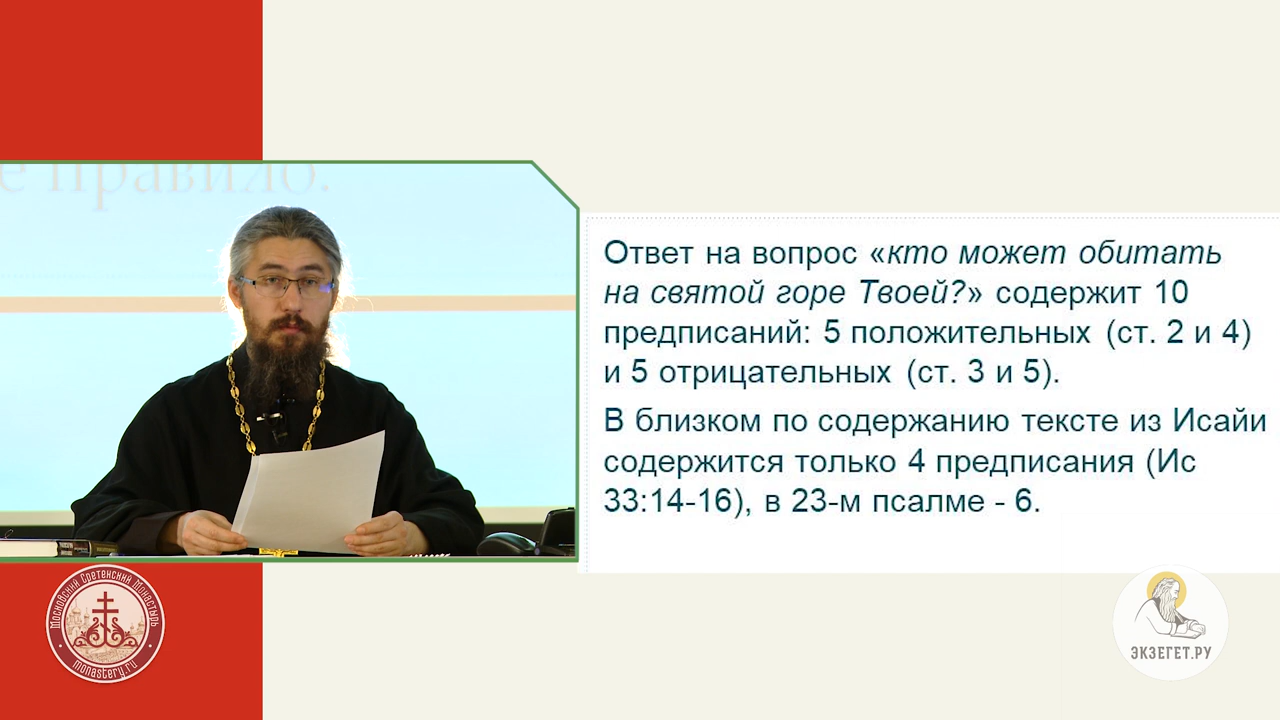 е правило.
Ответ на вопрос «кто может обитать
на святой горе Твоей?» содержит 10
предписаний: 5 положительных (ст. 2 и 4)
и 5 отрицательных (ст. 3 и 5).
В близком по содержанию тексте из Исайи
содержится только 4 предписания (Ис
33:14-16), в 23-м псалме - 6.
Московский Сретенский Монастырь
monastery.ru
ЭКЗЕГЕТ.РУ